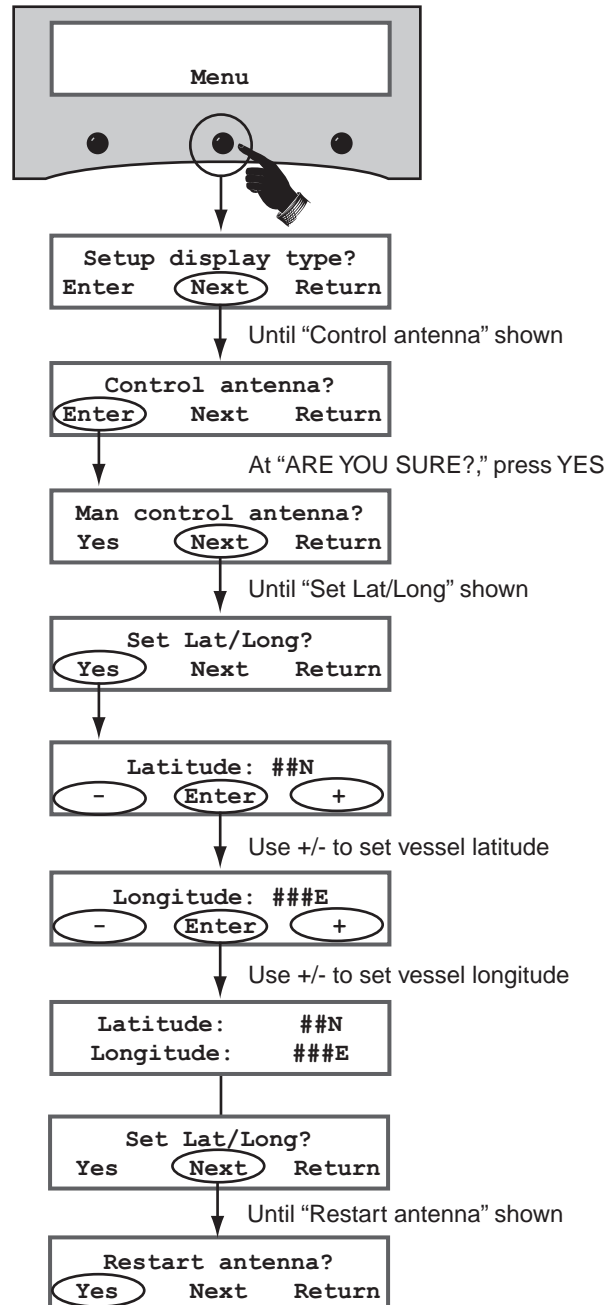 Menu
Setup display type?
Enter Next Return
Until “Control antenna” shown
Control antenna?
Enter Next Return
At “ARE YOU SURE?,” press YES
Man control antenna?
Yes Next Return
Until “Set Lat/Long” shown
Set Lat/Long?
Yes Next Return
Latitude: ##N
- Enter +
Use +/- to set vessel latitude
Longitude: ###E
- Enter +
Use +/- to set vessel longitude
Latitude: ##N
Longitude: ###E
Set Lat/Long?
Yes Next Return
Until “Restart antenna” shown
Restart antenna?
Yes Next Return